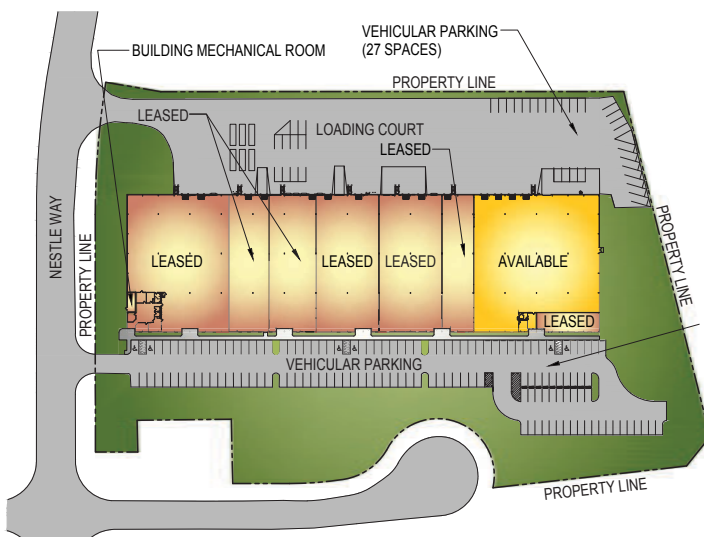 VEHICULAR PARKING
(27 SPACES)
BUILDING MECHANICAL ROOM
PROPERTY LINE
LEASED
LOADING COURT
LEASED
NESTLE WAY
PROPERTY LINE
LEASED
LEASED
LEASED
AVAILABLE
PROPERTY LINE
LEASED
VEHICULAR PARKING
PROPERTY LINE